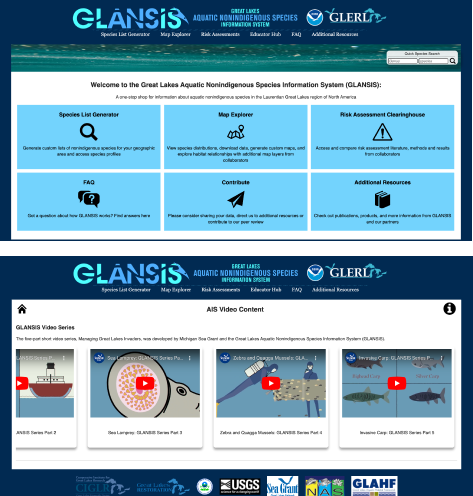 GLANSIS
GREAT LAKES
AQUATIC NONINDIGENOUS SPECIES
INFORMATION SYSTEM
GLERL
Species List Generator Map Explorer Risk Assessments Educator Hub FAQ Additional Resources
Quick Species Search
Welcome to the Great Lakes Aquatic Nonindigenous Species Information System (GLANSIS):
A one-stop shop for information about aquatic nonindigenous species in the Laurentian Great Lakes region of North America
Species List Generator
Generate custom lists of nonindigenous species for your geographic
area and access species profiles
Map Explorer
View species distributions, download data, generate custom maps, and
explore habitat relationships with additional map layers from
collaborators
Risk Assessment Clearinghouse
Access and compare risk assessment literature, methods and results
from collaborators
FAQ
Got a question about how GLANSIS works? Find answers here
Contribute
Please consider sharing your data, direct us to additional resources or
contribute to our peer review
Additional Resources
Check out publications, products, and more information from GLANSIS
and our partners
GLANSIS
GREAT LAKES
AQUATIC NONINDIGENOUS SPECIES
INFORMATION SYSTEM
GLERL
Species List Generator Map Explorer Risk Assessments Educator Hub FAQ Additional Resources
AIS Video Content
GLANSIS Video Series
The five-part short video series, Managing Great Lakes Invaders, was developed by Michigan Sea Grant and the Great Lakes Aquatic Nonindigenous Species Information System (GLANSIS).
LANSIS Series P...
Sea Lamprey: GLANSIS Series Pa...
Zebra and Quagga Mussels: GLA...
Invasive Carp: GLANSIS Series P...
ANSIS Series Part 2
Sea Lamprey: GLANSIS Series Part 3
Zebra and Quagga Mussels: GLANSIS Series Part 4
Invasive Carp: GLANSIS Series Part 5
CIGLR
Great Lakes
RESTORATION
USGS
science for a changing world
Sea Grant
NAS
GLAHF